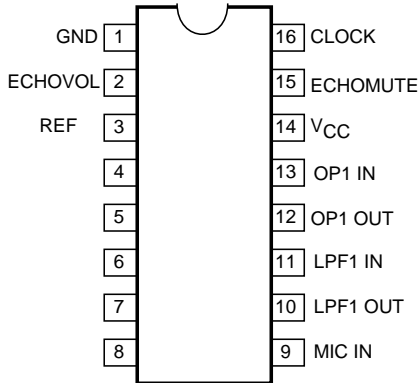 GND 1 16 CLOCK
ECHOVOL 2 15 ECHOMUTE
REF 3 14 VCC
4 13 OP1 IN
5 12 OP1 OUT
6 11 LPF1 IN
7 10 LPF1 OUT
8 9 MIC IN